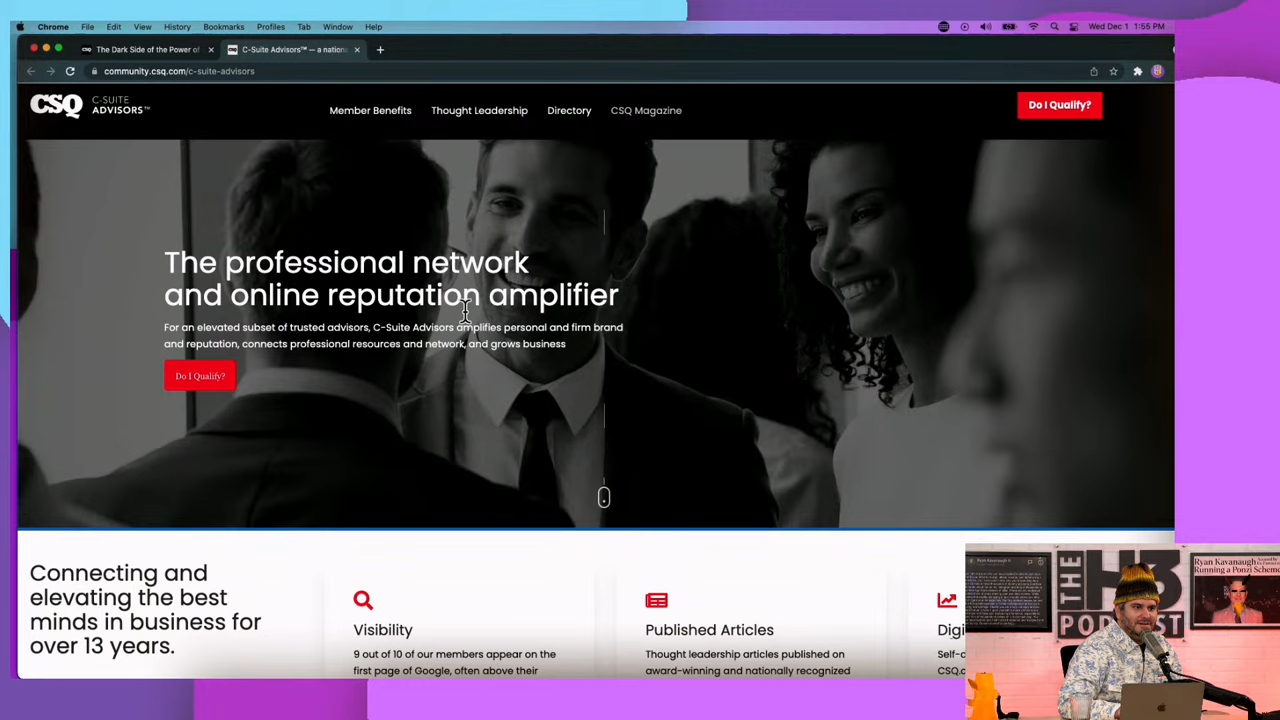 Chrome File Edit View History Bookmarks Profiles Tab Window Help Wed Dec 1 1:55 PM
The Dark Side of the Power of C-Suite Advisors™ — a nation
community.csq.com/c-suite-advisors
CSQ C-SUITE ADVISORS™
Member Benefits Thought Leadership Directory CSQ Magazine
Do I Qualify?
The professional network
and online reputation amplifier
For an elevated subset of trusted advisors, C-Suite Advisors amplifies personal and firm brand
and reputation, connects professional resources and network, and grows business
Do I Qualify?
Connecting and
elevating the best
minds in business for
over 13 years.
Visibility
9 out of 10 of our members appear on the
first page of Google, often above their
Published Articles
Thought leadership articles published on
award-winning and nationally recognized
Digi
Self-
CSQ.
THE
PODCAST
Ryan Kavanaugh
Running a Ponzi Scheme